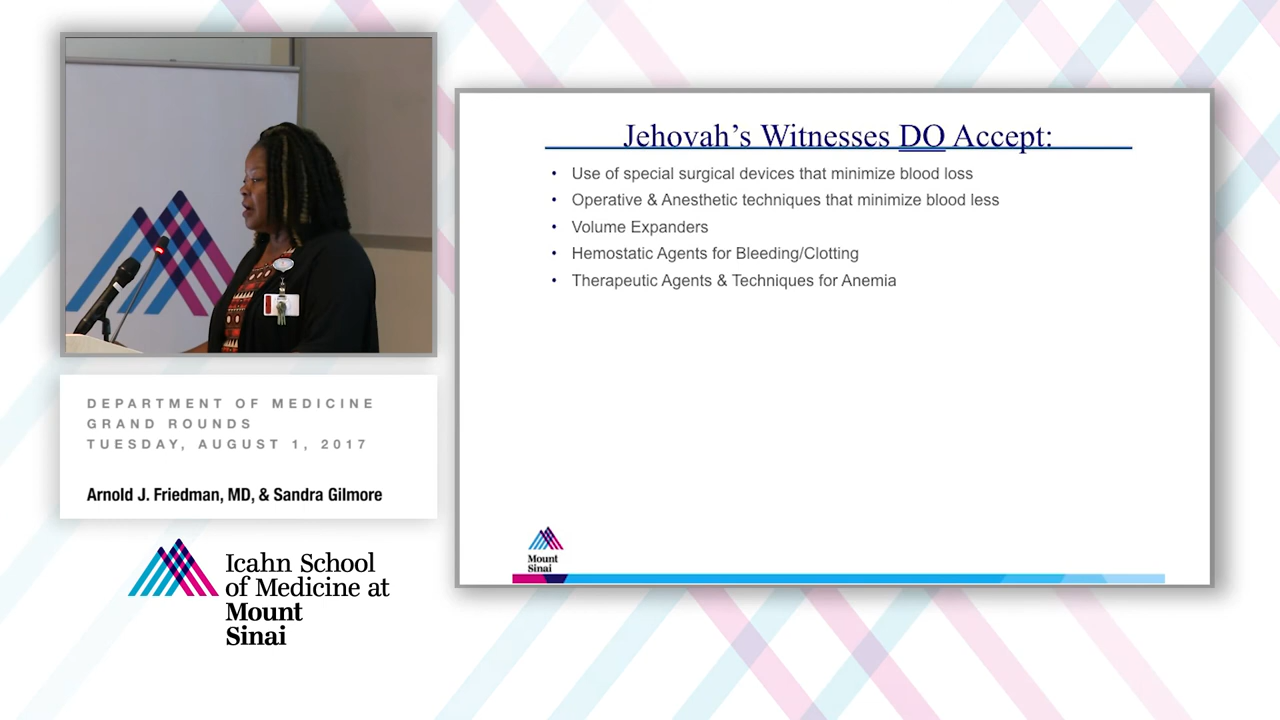 Jehovah's Witnesses DO Accept:
• Use of special surgical devices that minimize blood loss
• Operative & Anesthetic techniques that minimize blood less
• Volume Expanders
• Hemostatic Agents for Bleeding/Clotting
• Therapeutic Agents & Techniques for Anemia
Mount
Sinai
DEPARTMENT OF MEDICINE
GRAND ROUNDS
TUESDAY, AUGUST 1, 2017
Arnold J. Friedman, MD, & Sandra Gilmore
Icahn School
of Medicine at
Mount
Sinai